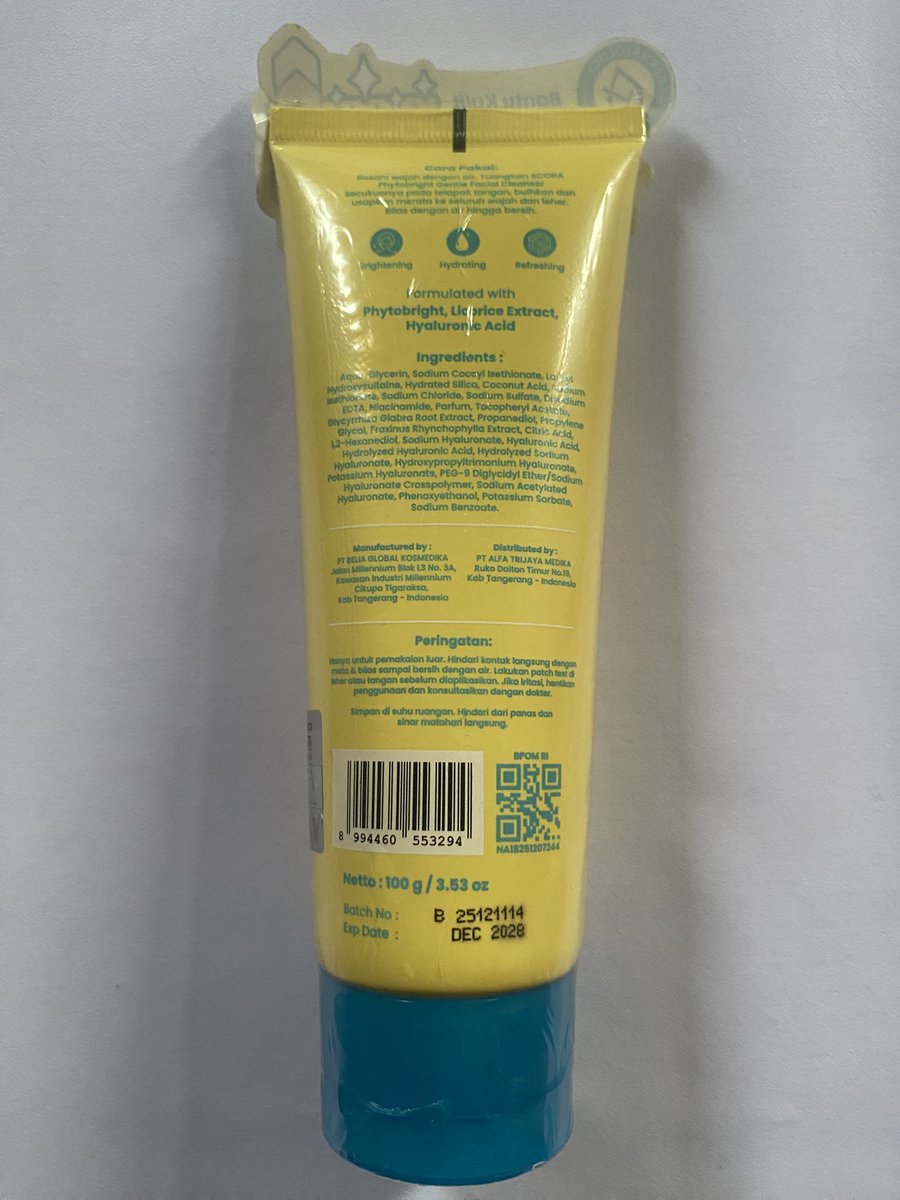 Bantu Kulit
Cara Pakai:
Basahi wajah dengan air. Tuangkan SCORA
Phytobright Gentle Facial Cleanser
secukupnya pada telapak tangan, buihkan dan
usapkan merata ke seluruh wajah dan leher.
Bilas dengan air hingga bersih.
Brightening Hydrating Refreshing
Formulated with
Phytobright, Licorice Extract,
Hyaluronic Acid
Ingredients :
Aqua, Glycerin, Sodium Cocoyl Isethionate, Lauryl
Hydroxysultaine, Hydrated Silica, Coconut Acid, Sodium
Isethionate, Sodium Chloride, Sodium Sulfate, Disodium
EDTA, Niacinamide, Parfum, Tocopheryl Acetate,
Glycyrrhiza Glabra Root Extract, Propanediol, Propylene
Glycol, Fraxinus Rhynchophylla Extract, Citric Acid,
1,2-Hexanediol, Sodium Hyaluronate, Hyaluronic Acid,
Hydrolyzed Hyaluronic Acid, Hydrolyzed Sodium
Hyaluronate, Hydroxypropyltrimonium Hyaluronate,
Potassium Hyaluronate, PEG-9 Diglycidyl Ether/Sodium
Hyaluronate Crosspolymer, Sodium Acetylated
Hyaluronate, Phenoxyethanol, Potassium Sorbate,
Sodium Benzoate.
Manufactured by :
PT BEUA GLOBAL KOSMEDIKA
Jalan Millennium Blok L3 No. 3A,
Kawasan Industri Millennium
Cikupa Tigaraksa,
Kab Tangerang - Indonesia
Distributed by :
PT ALFA TRIJAYA MEDIKA
Ruko Dalton Timur No.19,
Kab Tangerang - Indonesia
Peringatan:
Hanya untuk pemakaian luar. Hindari kontak langsung dengan
mata & bilas sampai bersih dengan air. Lakukan patch test di
leher atau tangan sebelum diaplikasikan. Jika iritasi, hentikan
penggunaan dan konsultasikan dengan dokter.
Simpan di suhu ruangan. Hindari dari panas dan
sinar matahari langsung.
BPOM RI
8 994460 553294
NA18251207244
Netto : 100 g / 3.53 oz
Batch No : B 25121114
Exp Date : DEC 2028